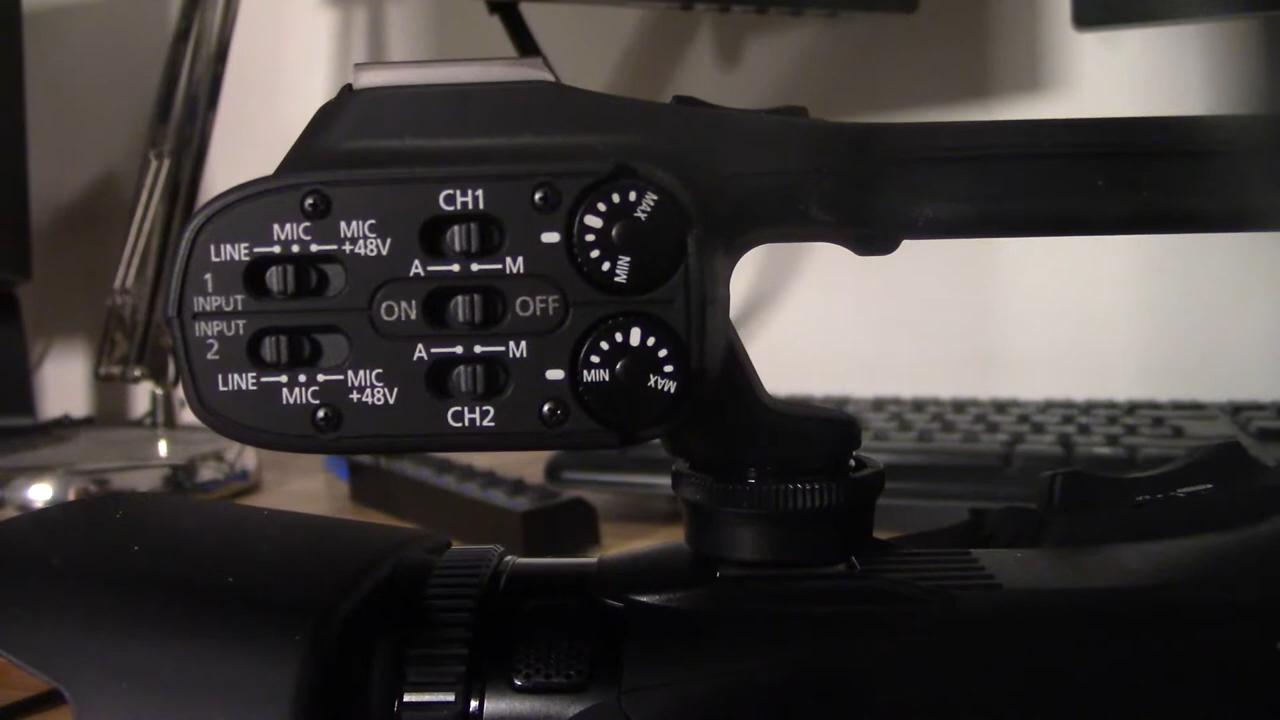 CH1
MAX
MIC
MIC
LINE
+48V
A
M
MIN
1
INPUT
ON
OFF
INPUT
2
A
M
MIN
MAX
LINE
MIC
MIC
+48V
CH2